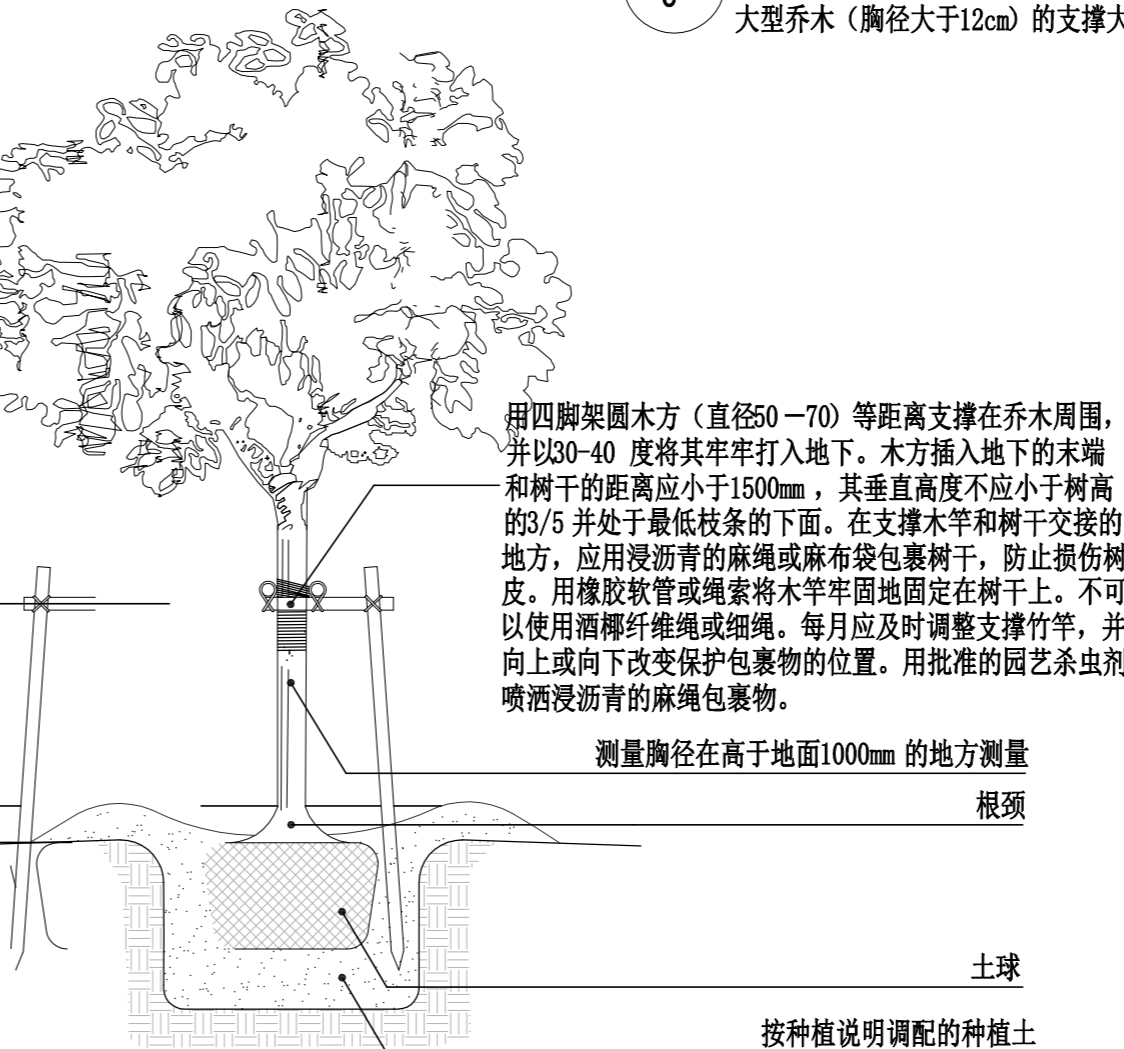 大型乔木（胸径大于12cm）的支撑大
用四脚架圆木方（直径50－70）等距离支撑在乔木周围，
并以30-40 度将其牢牢打入地下。木方插入地下的末端
和树干的距离应小于1500mm ，其垂直高度不应小于树高
的3/5 并处于最低枝条的下面。在支撑木竿和树干交接的
地方，应用浸沥青的麻绳或麻布袋包裹树干，防止损伤树
皮。用橡胶软管或绳索将木竿牢固地固定在树干上。不可
以使用酒椰纤维绳或细绳。每月应及时调整支撑竹竿，并
向上或向下改变保护包裹物的位置。用批准的园艺杀虫剂
喷洒浸沥青的麻绳包裹物。
测量胸径在高于地面1000mm 的地方测量
根颈
土球
按种植说明调配的种植土